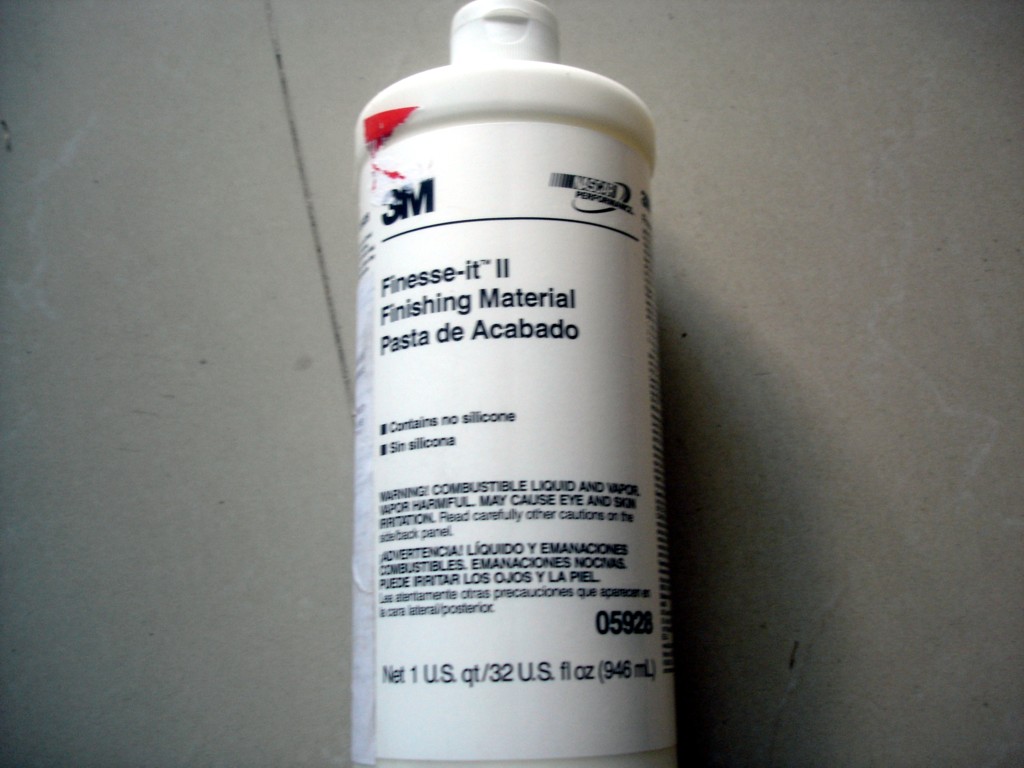 3M
NASCAR
PERFORMANCE
Finesse-it™ II
Finishing Material
Pasta de Acabado
Contains no silicone
Sin silicona
WARNING! COMBUSTIBLE LIQUID AND VAPOR.
VAPOR HARMFUL. MAY CAUSE EYE AND SKIN
IRRITATION. Read carefully other cautions on the
side/back panel.
¡ADVERTENCIA! LÍQUIDO Y EMANACIONES
COMBUSTIBLES. EMANACIONES NOCIVAS.
PUEDE IRRITAR LOS OJOS Y LA PIEL.
Lea atentamente otras precauciones que aparecen en
la cara lateral/posterior.
05928
Net 1 U.S. qt/32 U.S. fl oz (946 mL)